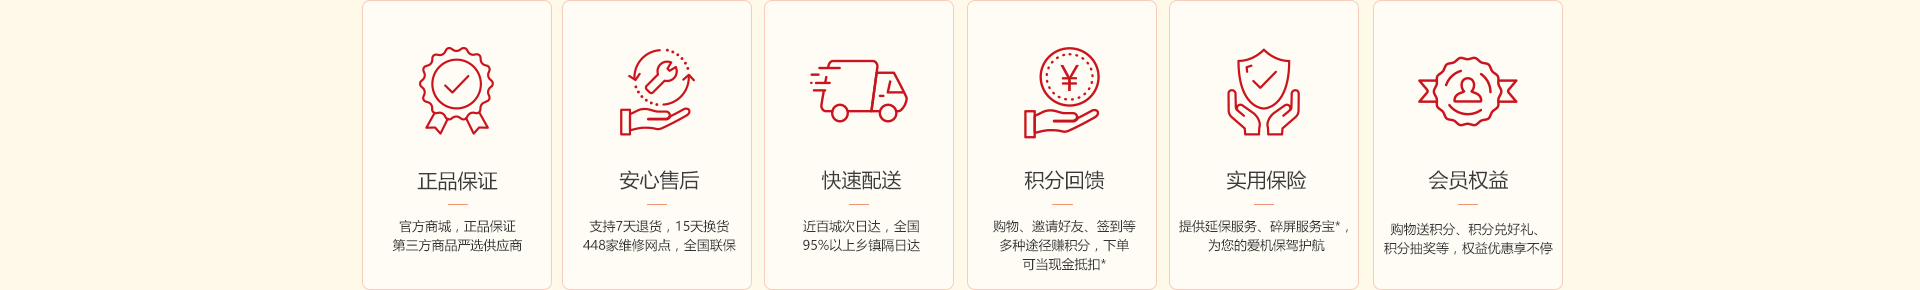 正品保证
官方商城，正品保证
第三方商品严选供应商
安心售后
支持7天退货，15天换货
448家维修网点，全国联保
快速配送
近百城次日达，全国
95%以上乡镇隔日达
¥
积分回馈
购物、邀请好友、签到等
多种途径赚积分，下单
可当现金抵扣*
实用保险
提供延保服务、碎屏服务宝*，
为您的爱机保驾护航
会员权益
购物送积分、积分兑好礼、
积分抽奖等，权益优惠享不停